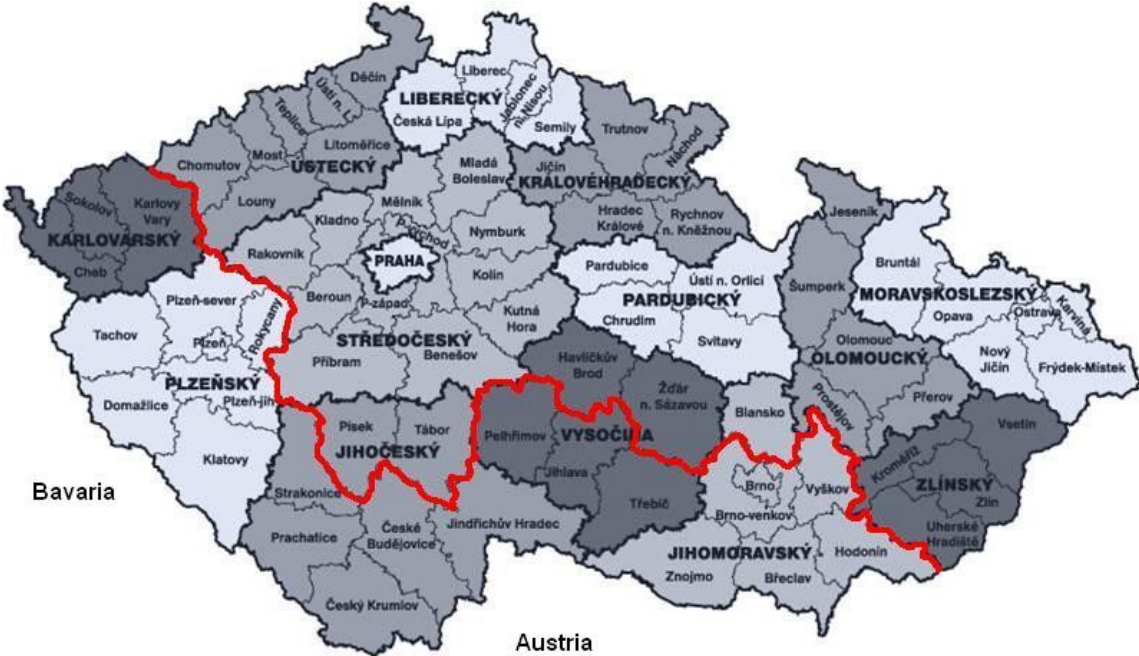 Děčín
Ústí n. L.
Teplice
Liberec
Jablonec
n. Nisou
LIBERECKÝ
Česká Lípa
Semily
Trutnov
Náchod
Most
Litoměřice
Chomutov
ÚSTECKÝ
Mladá
Boleslav
Jičín
KRÁLOVÉHRADECKÝ
Sokolov
Karlovy
Vary
Louny
Mělník
Kladno
Hradec
Králové
Rychnov
n. Kněžnou
Jeseník
KARLOVARSKÝ
Nymburk
Rakovník
PRAHA
Cheb
Kolín
Pardubice
Ústí n. Orlicí
Bruntál
Šumperk
MORAVSKOSLEZSKÝ
Karviná
Plzeň-sever
Beroun
P-západ
PARDUBICKÝ
Opava
Ostrava
Rokycany
Kutná
Hora
Chrudim
Tachov
Plzeň
STŘEDOČESKÝ
Svitavy
Olomouc
OLOMOUCKÝ
Nový
Jičín
Frýdek-Místek
Příbram
Benešov
Havlíčkův
Brod
PLZEŇSKÝ
Žďár
n. Sázavou
Prostějov
Přerov
Domažlice
Plzeň-jih
Blansko
Písek
Tábor
Pelhřimov
VYSOČINA
Vsetín
JIHOČESKÝ
Klatovy
Jihlava
Kroměříž
ZLÍNSKÝ
Bavaria
Strakonice
Brno
Vyškov
Zlín
Třebíč
Brno-venkov
Jindřichův Hradec
České
Budějovice
Uherské
Hradiště
Prachatice
JIHOMORAVSKÝ
Hodonín
Znojmo
Břeclav
Český Krumlov
Austria